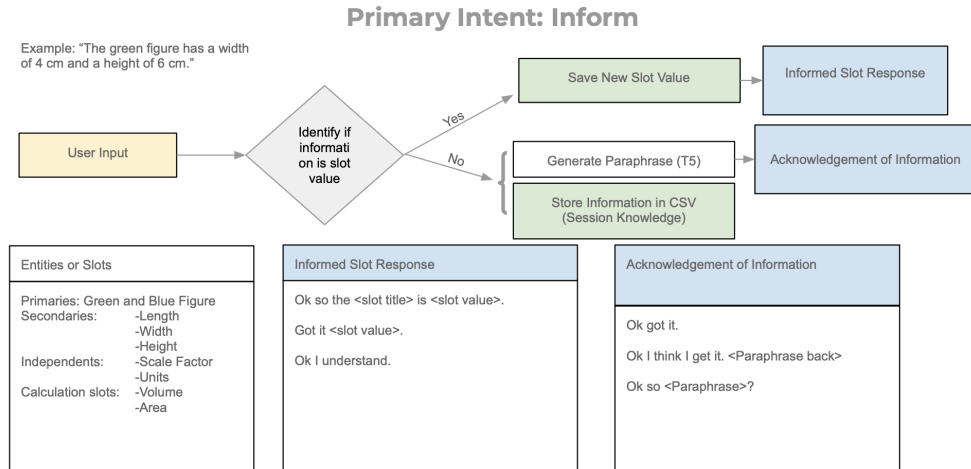 Primary Intent: Inform
Example: “The green figure has a width
of 4 cm and a height of 6 cm.”
User Input
Identify if
informati
on is slot
value
Yes
No
Save New Slot Value
Informed Slot Response
Generate Paraphrase (T5)
Acknowledgement of Information
Store Information in CSV
(Session Knowledge)
Entities or Slots
Primaries: Green and Blue Figure
Secondaries: -Length
-Width
-Height
Independents: -Scale Factor
-Units
Calculation slots: -Volume
-Area
Informed Slot Response
Ok so the <slot title> is <slot value>.
Got it <slot value>.
Ok I understand.
Acknowledgement of Information
Ok got it.
Ok I think I get it. <Paraphrase back>
Ok so <Paraphrase>?